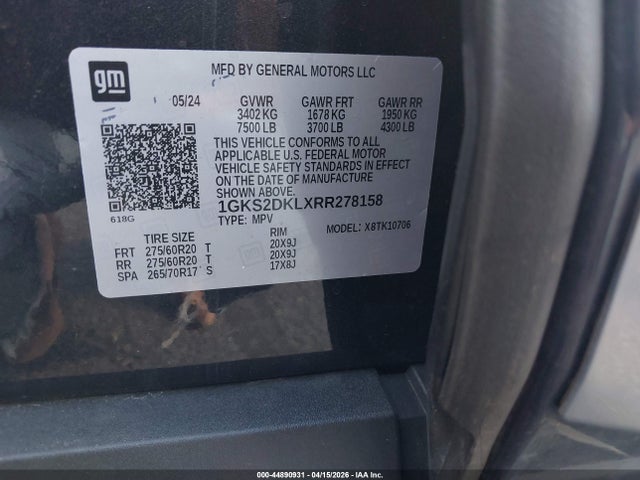 gm
MFD BY GENERAL MOTORS LLC
05/24 GVWR GAWR FRT GAWR RR
3402 KG 1678 KG 1950 KG
7500 LB 3700 LB 4300 LB
THIS VEHICLE CONFORMS TO ALL
APPLICABLE U.S. FEDERAL MOTOR
VEHICLE SAFETY STANDARDS IN EFFECT
ON THE DATE OF MANUFACTURE
SHOWN ABOVE.
1GKS2DKLXRR278158
618G
TYPE: MPV MODEL: X8TK10706
TIRE SIZE RIM
FRT 275/60R20 T 20X9J
RR 275/60R20 T 20X9J
SPA 265/70R17 S 17X8J
000-44890931 - 04/15/2026 - IAA Inc.